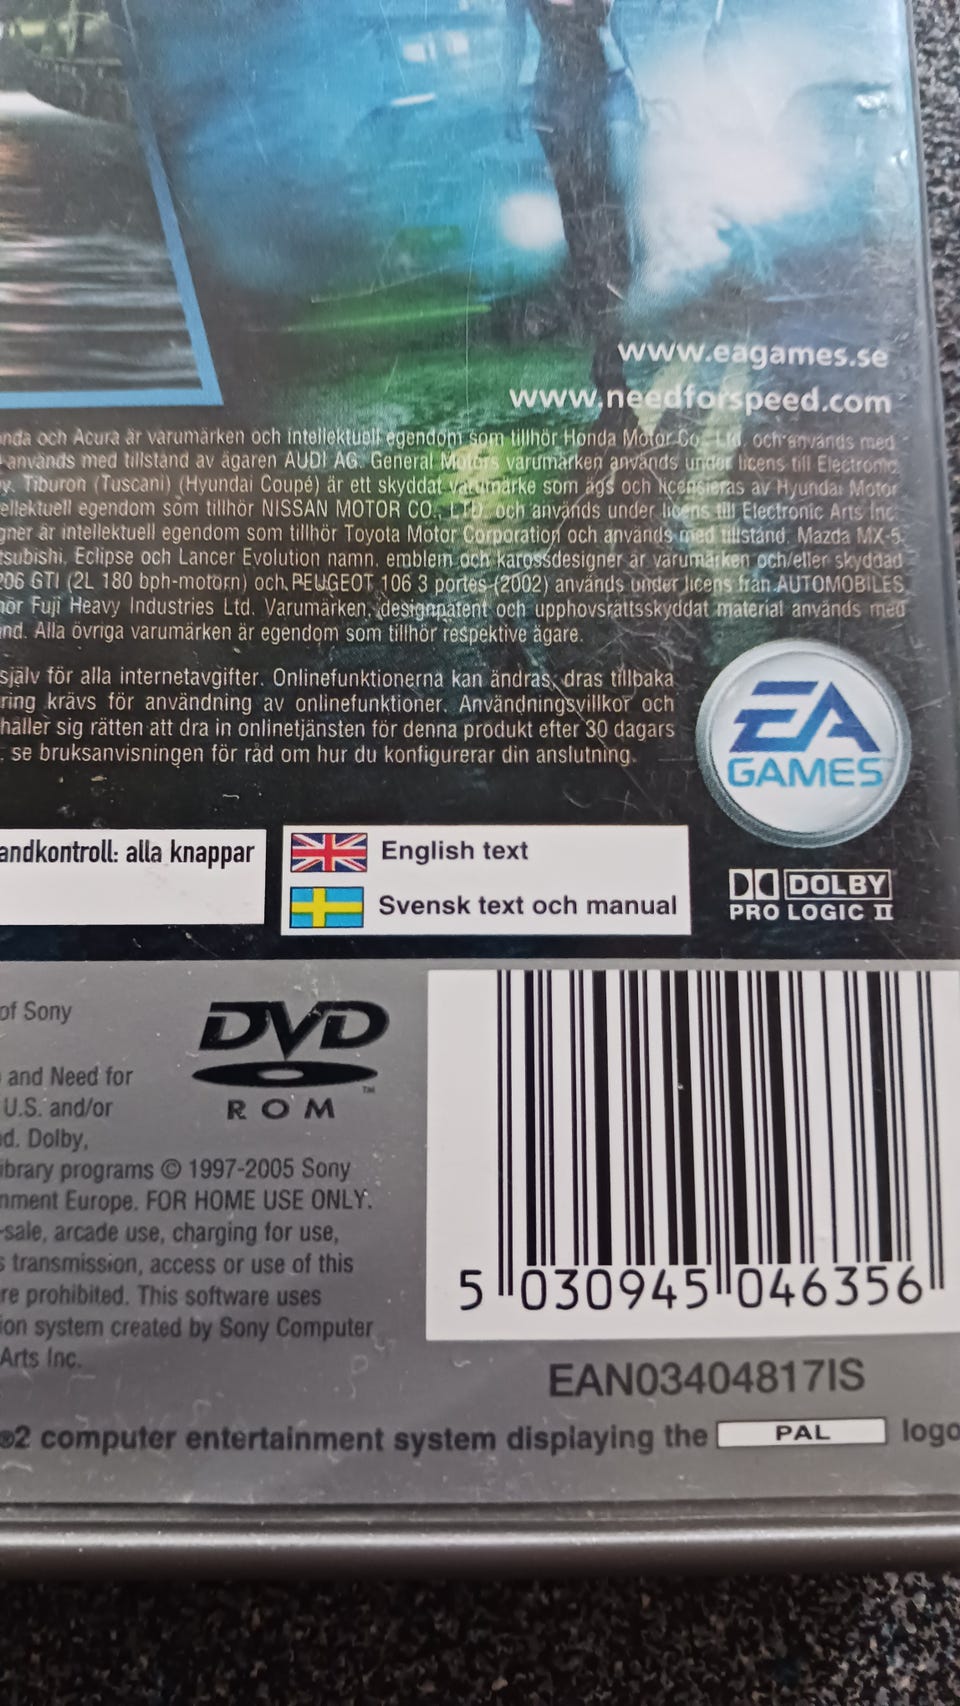 www.eagames.se
www.needforspeed.com
nda och Acura är varumärken och intellektuell egendom som tillhör Honda Motor Co., Ltd. och används med
används med tillstånd av ägaren AUDI AG. General Motors varumärken används under licens till Electronic
y. Tiburon (Tuscani) (Hyundai Coupé) är ett skyddat varumärke som ägs och licensieras av Hyundai Motor
ellektuell egendom som tillhör NISSAN MOTOR CO., LTD. och används under licens till Electronic Arts Inc.
gner är intellektuell egendom som tillhör Toyota Motor Corporation och används med tillstånd. Mazda MX-5,
tsubishi, Eclipse och Lancer Evolution namn, emblem och karossdesigner är varumärken och/eller skyddad
206 GTI (2L 180 bph-motorn) och PEUGEOT 106 3 portes (2002) används under licens från AUTOMOBILES
hör Fuji Heavy Industries Ltd. Varumärken, designpatent och upphovsrättsskyddat material används med
and. Alla övriga varumärken är egendom som tillhör respektive ägare.
själv för alla internetavgifter. Onlinefunktionerna kan ändras, dras tillbaka
ring krävs för användning av onlinefunktioner. Användningsvillkor och
håller sig rätten att dra in onlinetjänsten för denna produkt efter 30 dagars
. se bruksanvisningen för råd om hur du konfigurerar din anslutning.
EA
GAMES
andkontroll: alla knappar
English text
Svensk text och manual
DOLBY
PRO LOGIC II
of Sony
DVD
ROM
and Need for
U.S. and/or
ed. Dolby,
ibrary programs © 1997-2005 Sony
nment Europe. FOR HOME USE ONLY.
-sale, arcade use, charging for use,
s transmission, access or use of this
re prohibited. This software uses
ion system created by Sony Computer
Arts Inc.
5 030945 046356
EAN03404817IS
®2 computer entertainment system displaying the PAL logo